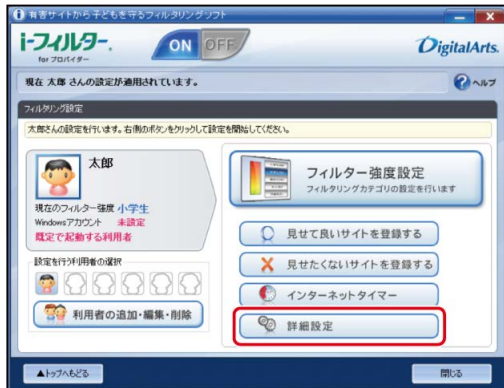 有害サイトから子どもを守るフィルタリングソフト
i-フィルター.
for プロバイダー
ON OFF
DigitalArts.
現在 太郎 さんの設定が適用されています。
ヘルプ
フィルタリング設定
太郎さんの設定を行います。右側のボタンをクリックして設定を開始してください。
太郎
現在のフィルター強度 小学生
Windowsアカウント 未設定
既定で起動する利用者
設定を行う利用者の選択
利用者の追加・編集・削除
フィルター強度設定
フィルタリングカテゴリの設定を行います
見せて良いサイトを登録する
見せたくないサイトを登録する
インターネットタイマー
詳細設定
▲トップへもどる
閉じる